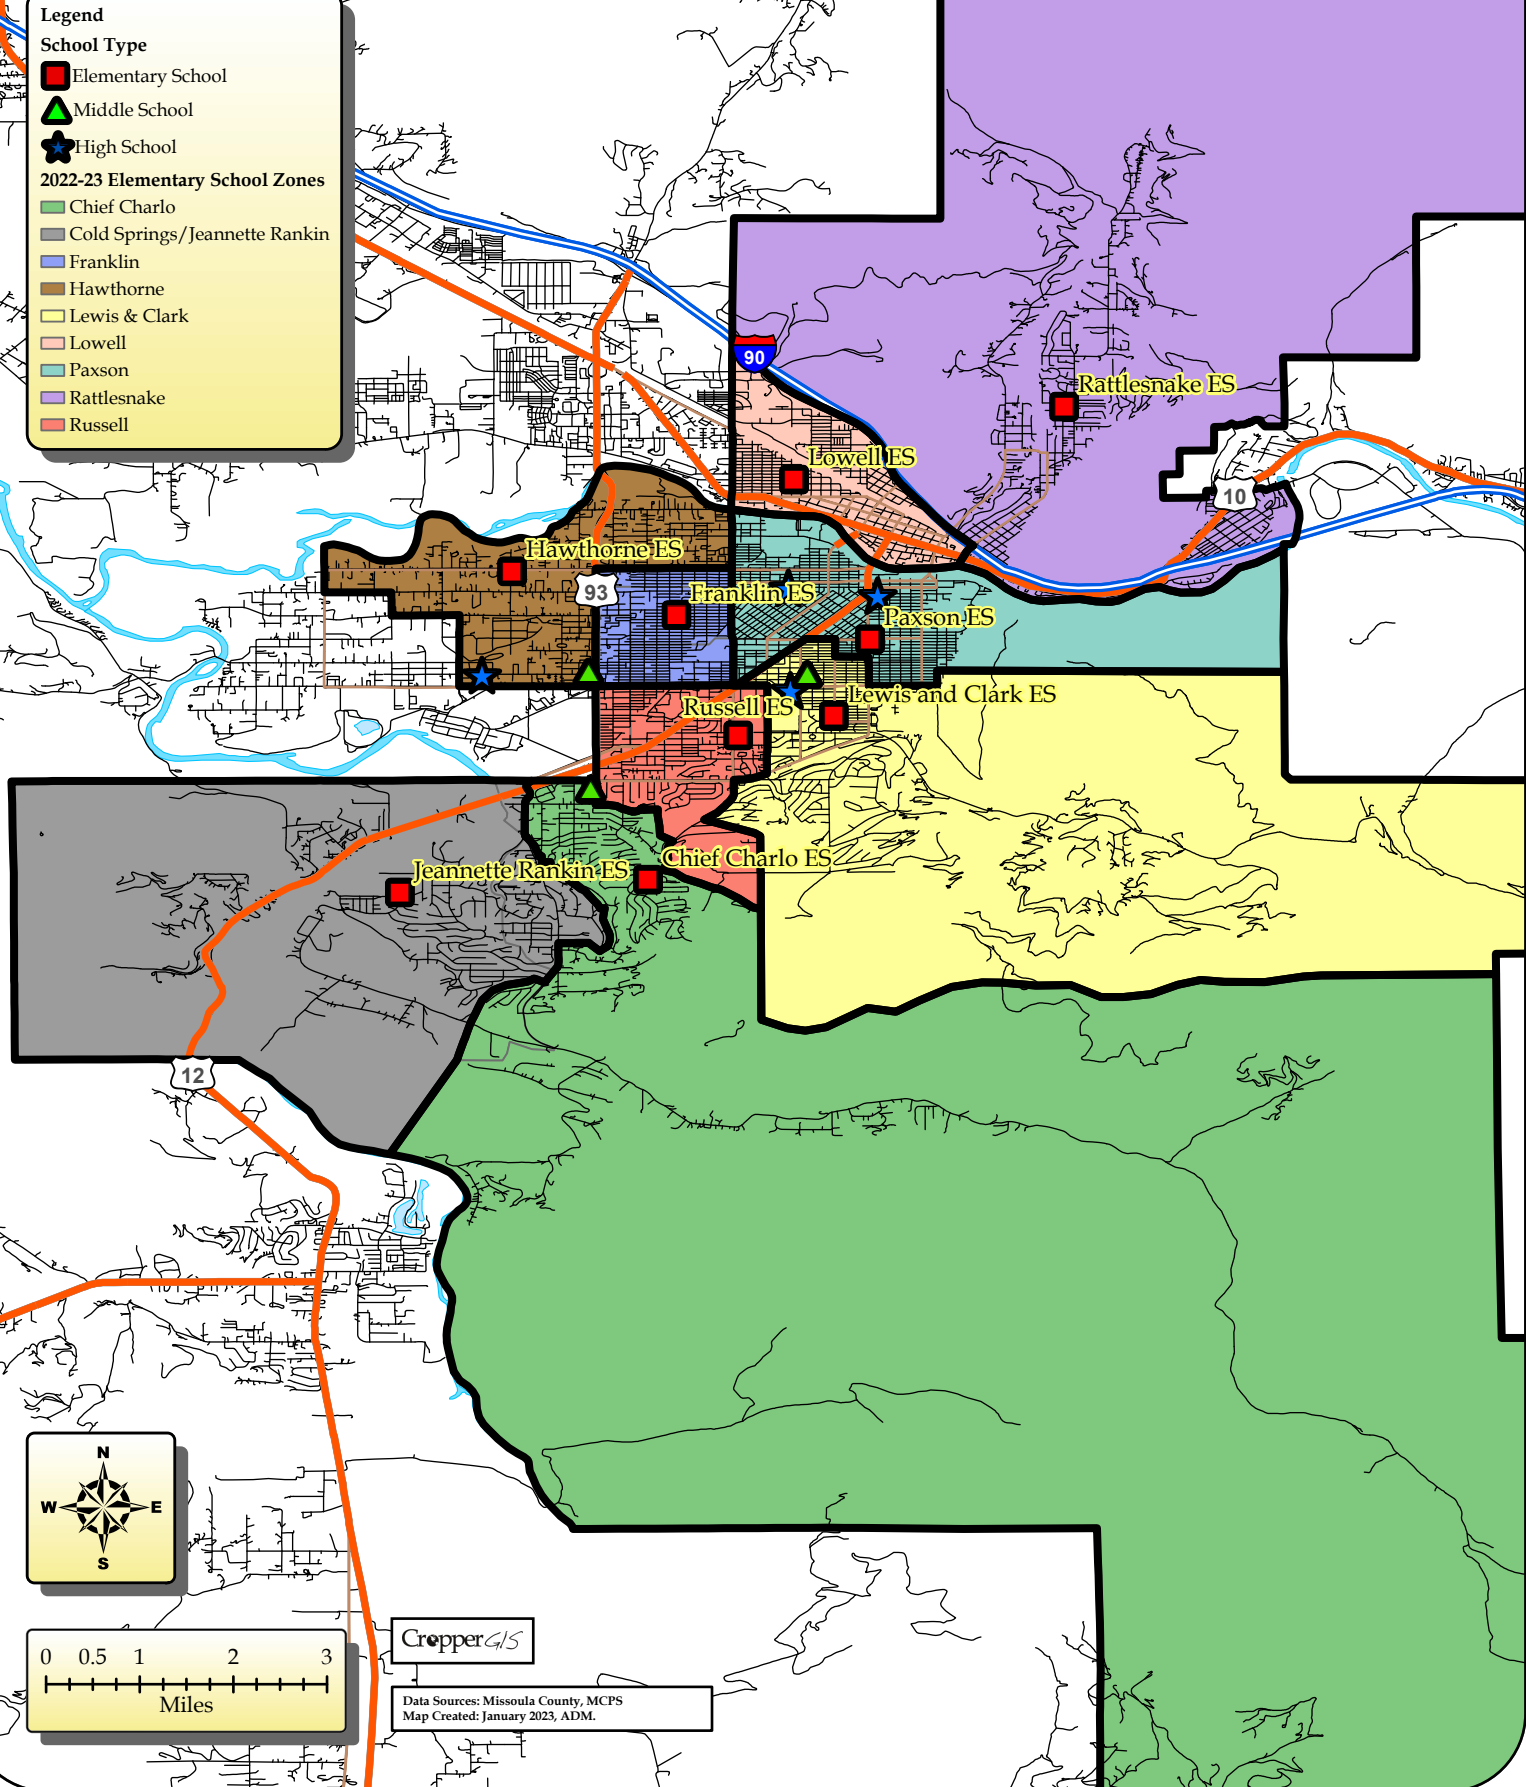 Legend
School Type
Elementary School
Middle School
High School
2022-23 Elementary School Zones
Chief Charlo
Cold Springs/Jeannette Rankin
Franklin
Hawthorne
Lewis & Clark
Lowell
Paxson
Rattlesnake
Russell
90
Rattlesnake ES
Lowell ES
10
Hawthorne ES
93
Franklin ES
Paxson ES
Lewis and Clark ES
Russell ES
Chief Charlo ES
Jeannette Rankin ES
12
N
W E
S
0 0.5 1 2 3
Miles
CropperGIS
Data Sources: Missoula County, MCPS
Map Created: January 2023, ADM.